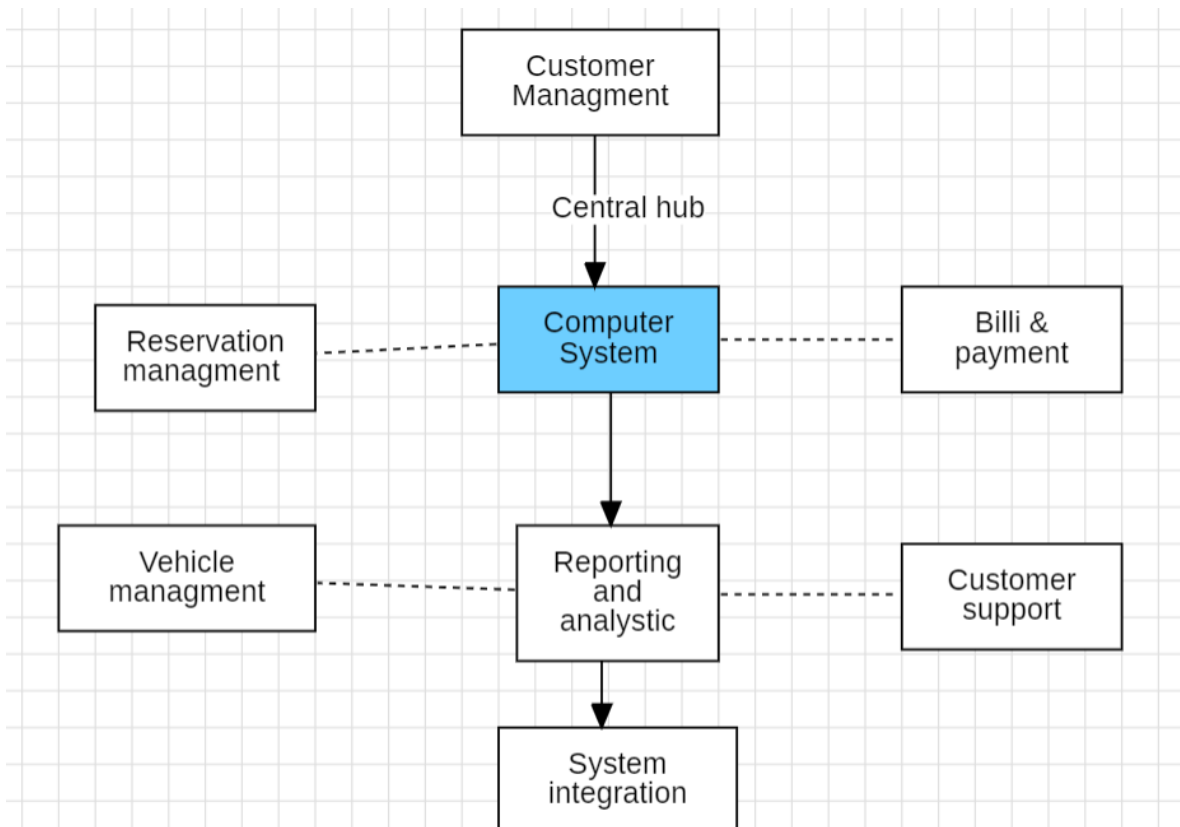 Customer
Managment
Central hub
Computer
System
Reservation
managment
Billi &
payment
Vehicle
managment
Reporting
and
analystic
Customer
support
System
integration